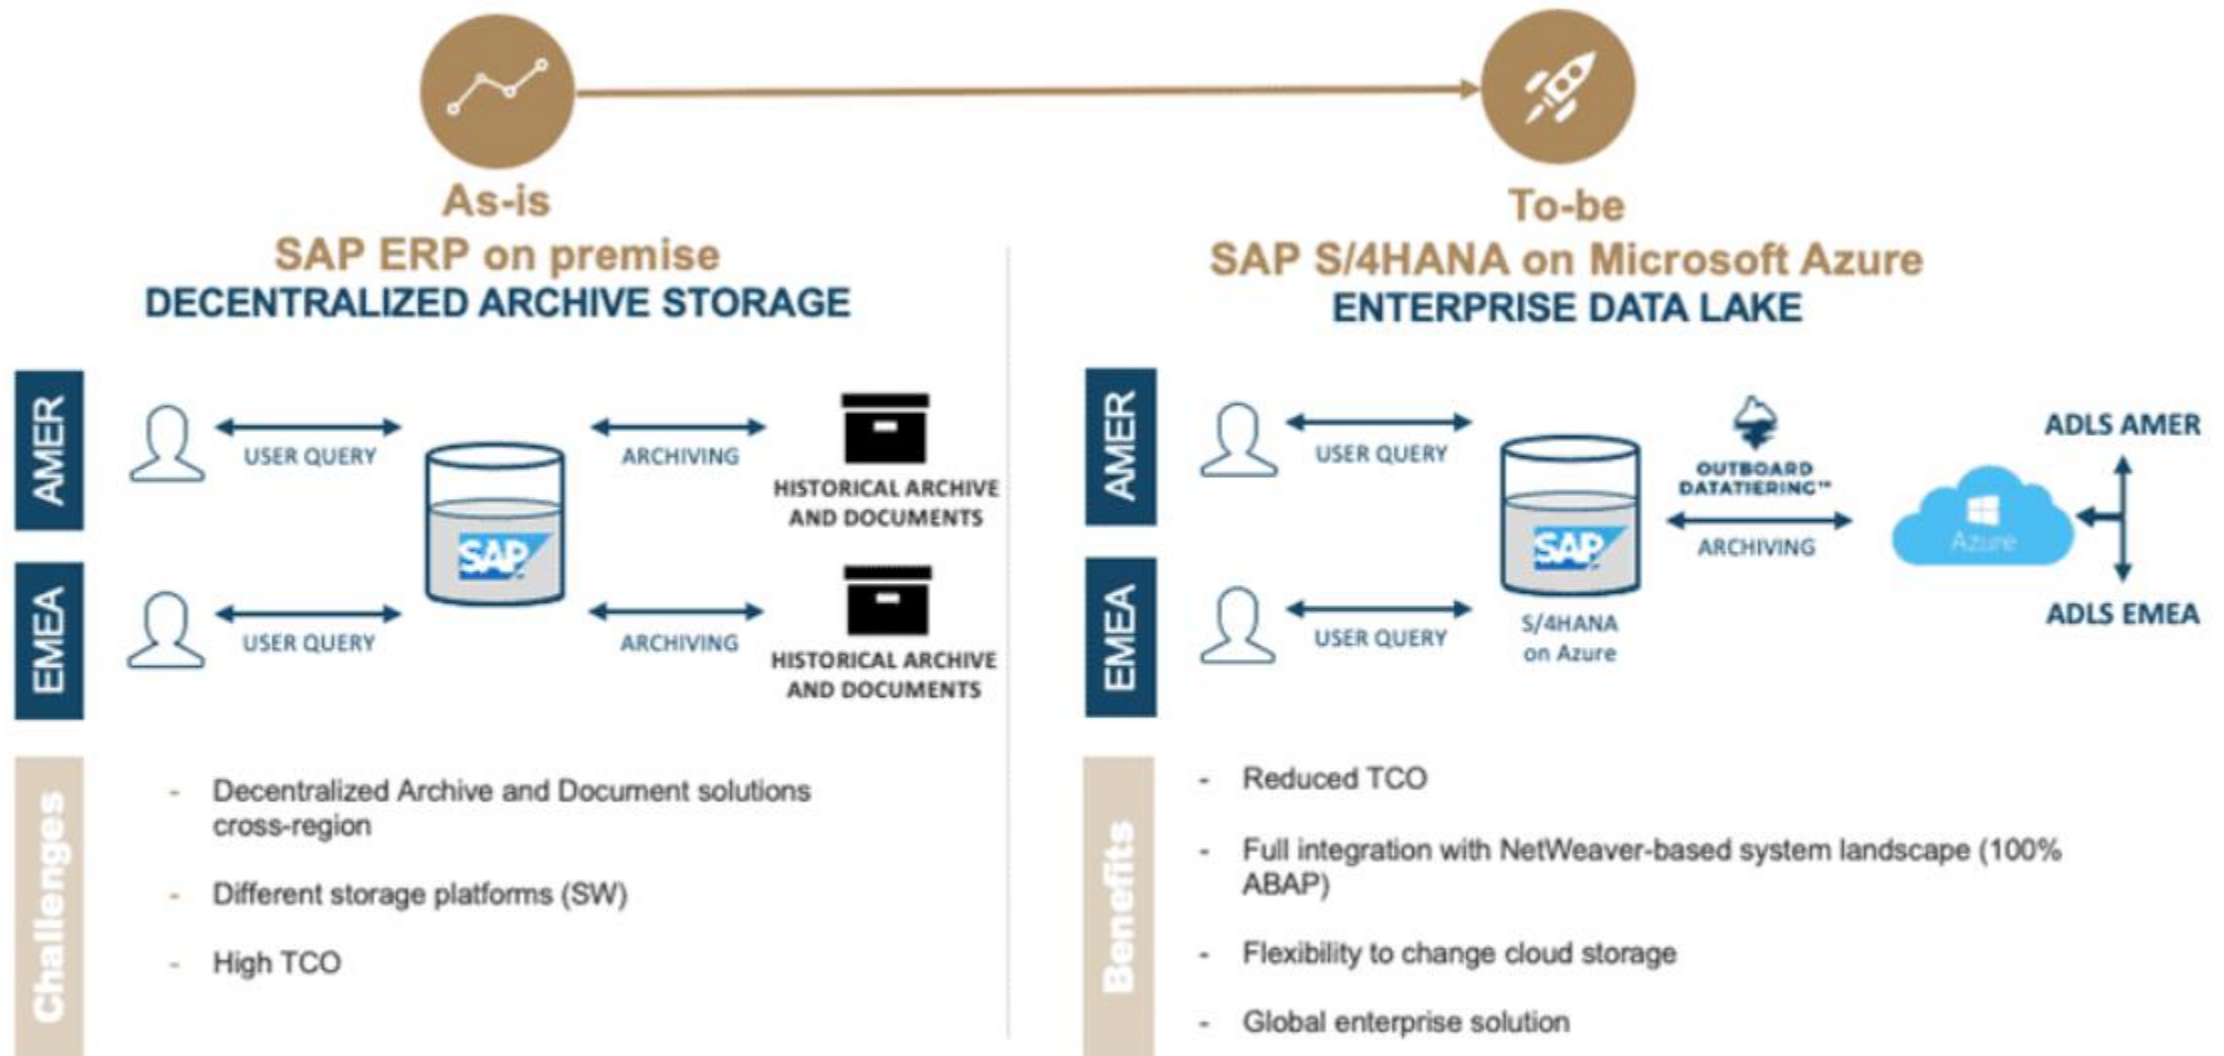 As-is
SAP ERP on premise
DECENTRALIZED ARCHIVE STORAGE
AMER
USER QUERY
ARCHIVING
HISTORICAL ARCHIVE
AND DOCUMENTS
SAP
EMEA
USER QUERY
ARCHIVING
HISTORICAL ARCHIVE
AND DOCUMENTS
Challenges
- Decentralized Archive and Document solutions
cross-region
- Different storage platforms (SW)
- High TCO
To-be
SAP S/4HANA on Microsoft Azure
ENTERPRISE DATA LAKE
AMER
USER QUERY
OUTBOARD
DATATIERING™
ARCHIVING
SAP
S/4HANA
on Azure
Azure
ADLS AMER
ADLS EMEA
EMEA
USER QUERY
Benefits
- Reduced TCO
- Full integration with NetWeaver-based system landscape (100%
ABAP)
- Flexibility to change cloud storage
- Global enterprise solution